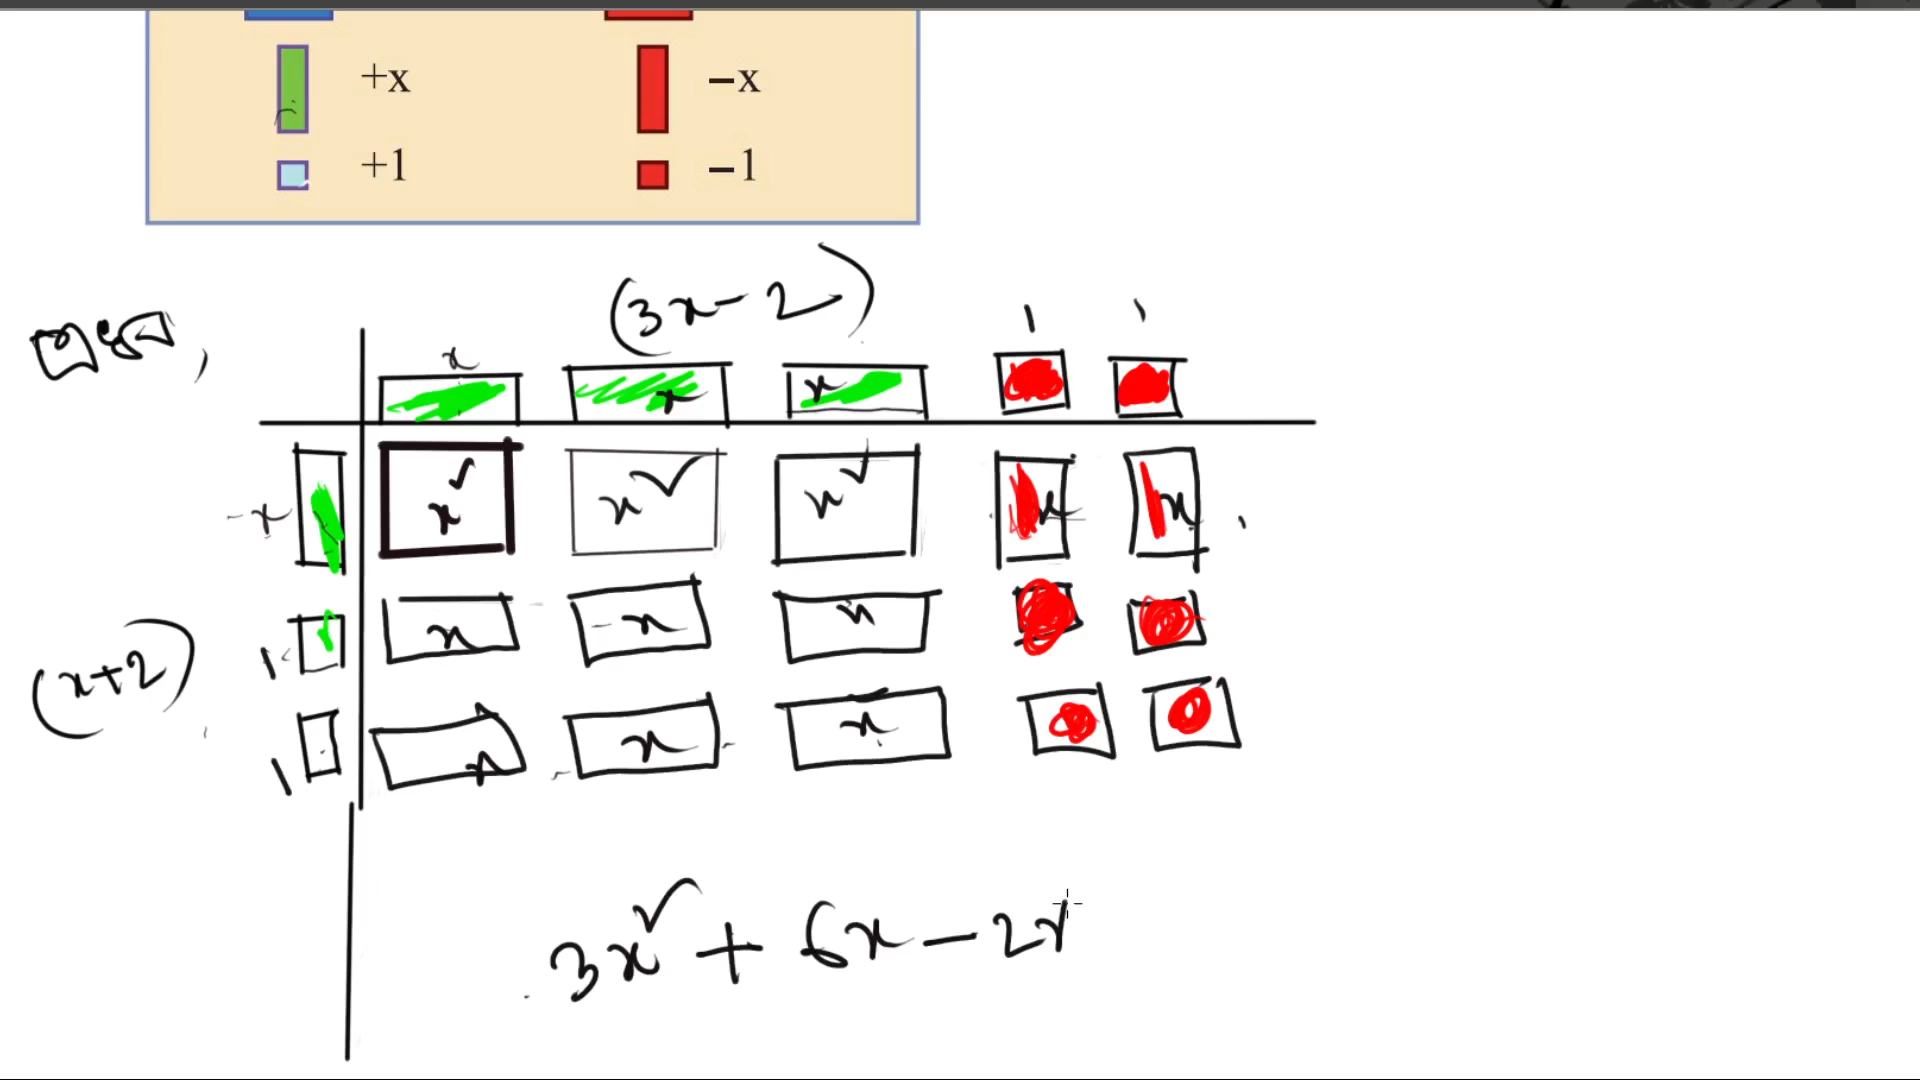 +x −x
+1 −1
(3x-2)
1 1
x
x x
-x x² x² x² x x
(x+2)
1 x -x x
1 x x x
3x² + 6x - 2x